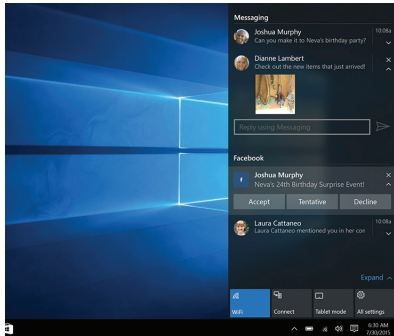 Messaging
Joshua Murphy 10:06a
Can you make it to Neva's birthday party?
Dianne Lambert
Check out the new items that just arrived!
Reply using Messaging
Facebook
Joshua Murphy
Neva's 24th Birthday Surprise Event!
Accept Tentative Decline
Laura Cattaneo 10:08a
Laura Cattaneo mentioned you in her con
Expand
WiFi Connect Tablet mode All settings
6:30 AM
7/30/2015